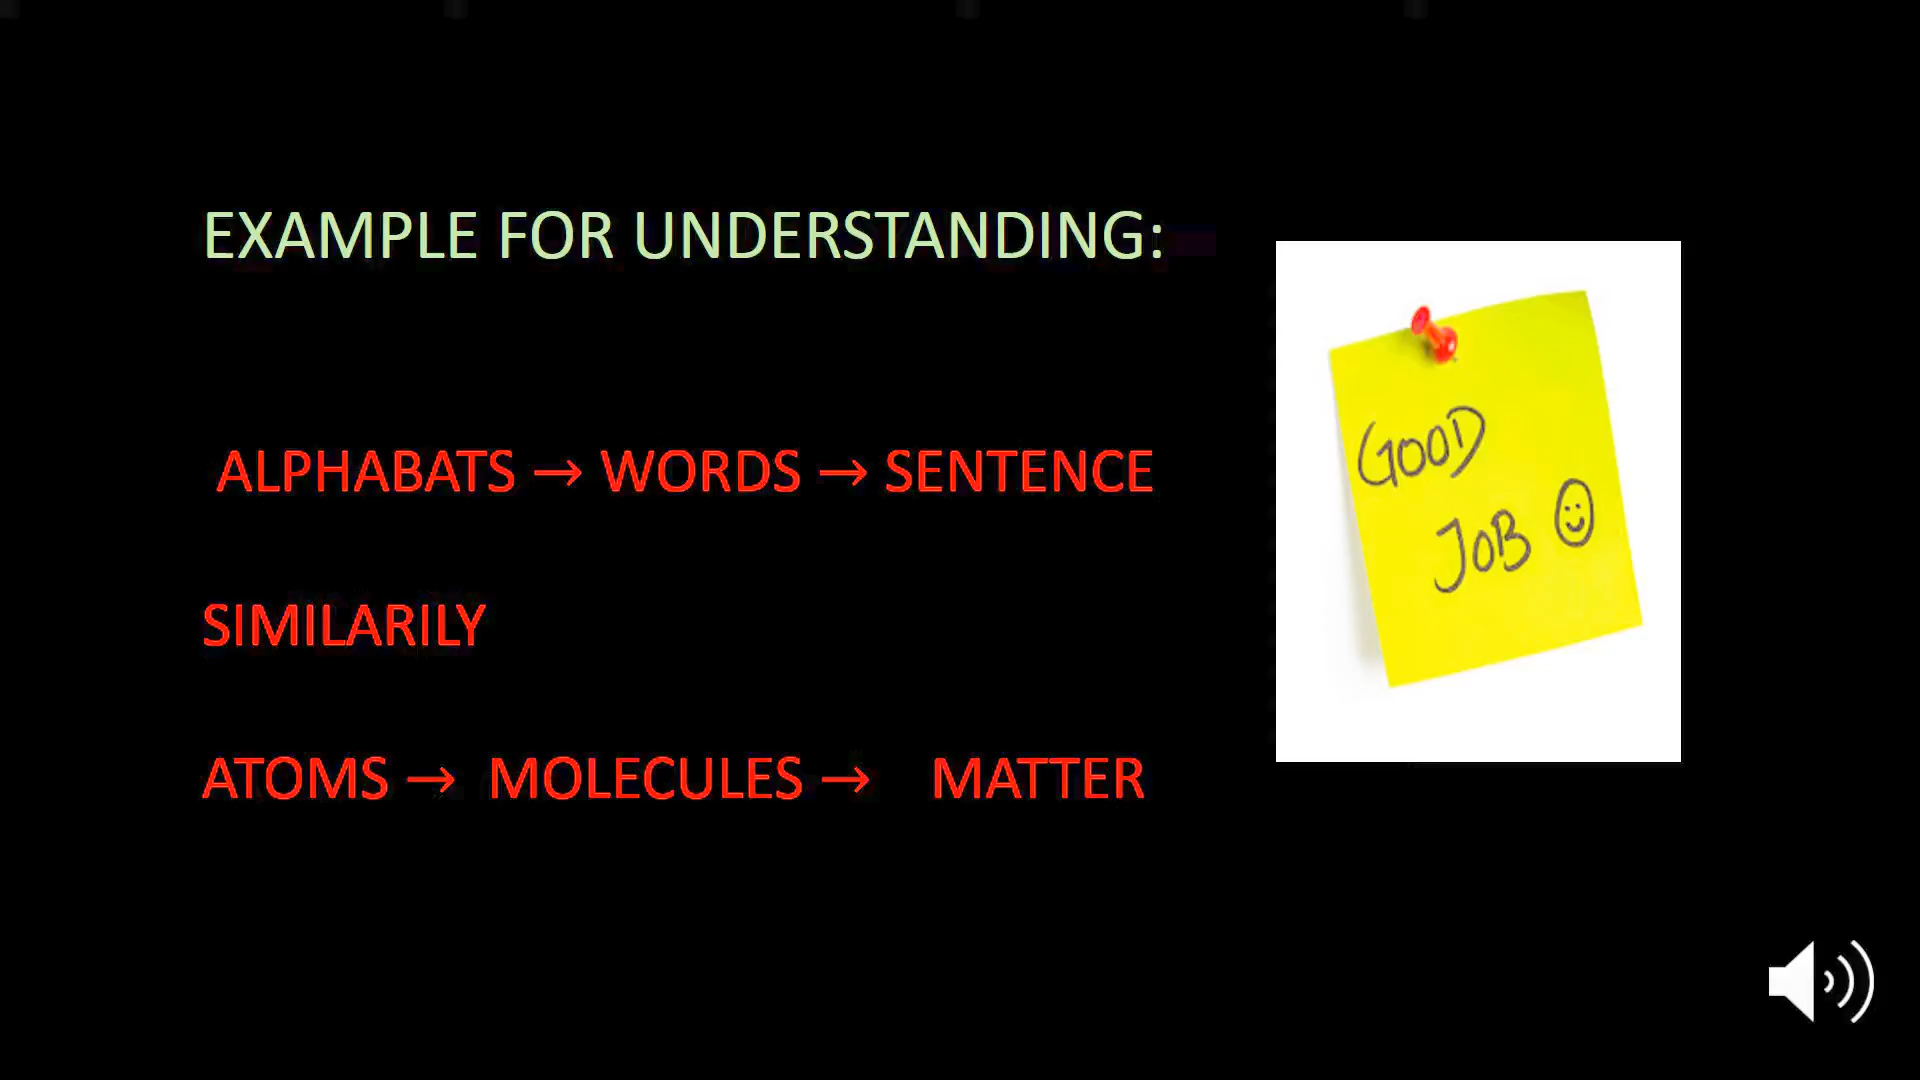 EXAMPLE FOR UNDERSTANDING:
ALPHABATS → WORDS → SENTENCE
SIMILARILY
ATOMS → MOLECULES → MATTER
GOOD
JOB